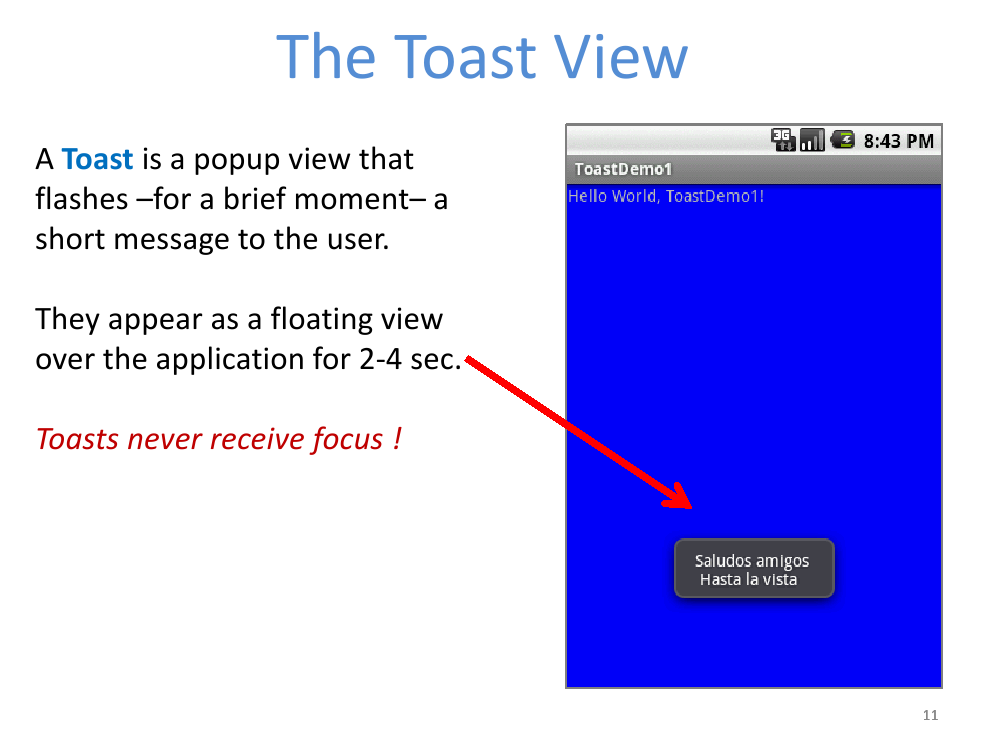 The Toast View
A Toast is a popup view that
flashes –for a brief moment– a
short message to the user.
They appear as a floating view
over the application for 2-4 sec.
Toasts never receive focus !
3G 8:43 PM
ToastDemo1
Hello World, ToastDemo1!
Saludos amigos
Hasta la vista
11